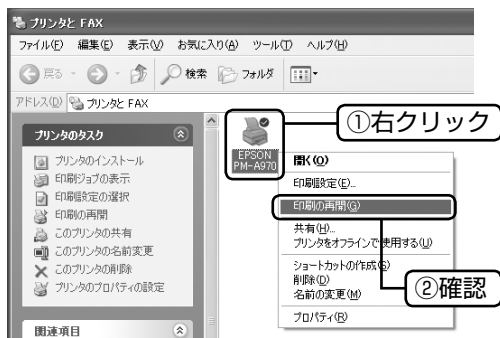 プリンタと FAX
ファイル(F) 編集(E) 表示(V) お気に入り(A) ツール(T) ヘルプ(H)
戻る 検索 フォルダ
アドレス(D) プリンタと FAX
①右クリック
プリンタのタスク
プリンタのインストール
印刷ジョブの表示
印刷設定の選択
印刷の再開
このプリンタの共有
このプリンタの名前変更
このプリンタの削除
プリンタのプロパティの設定
関連項目
EPSON
PM-A970
開く(O)
印刷設定(E)...
印刷の再開(G)
共有(H)...
プリンタをオフラインで使用する(U)
ショートカットの作成(S)
削除(D)
名前の変更(M)
プロパティ(R)
②確認